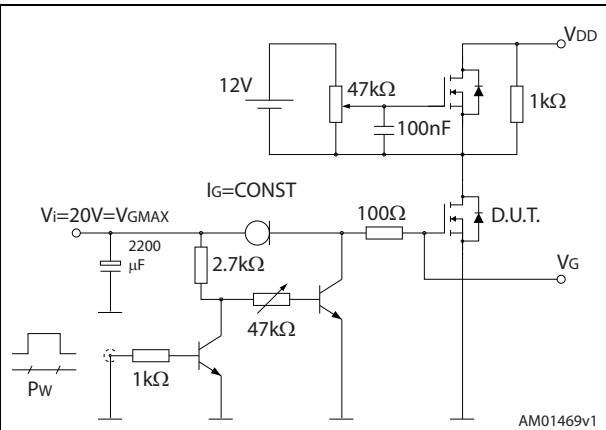 VDD
12V
47kΩ
1kΩ
100nF
IG=CONST
Vi=20V=VGMAX
100Ω
D.U.T.
2200
μF
2.7kΩ
VG
47kΩ
1kΩ
PW
AM01469v1